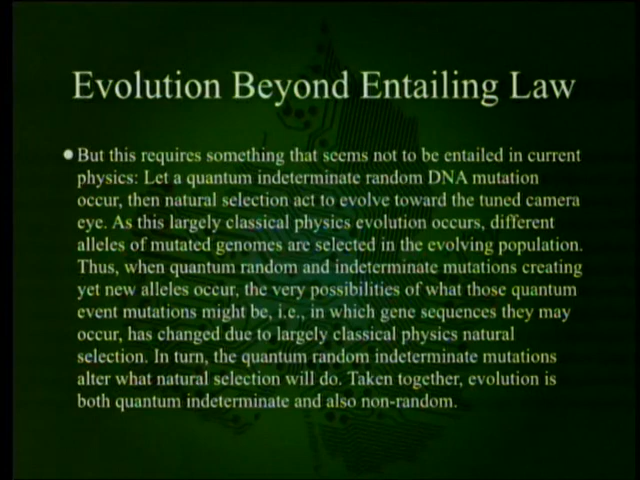 Evolution Beyond Entailing Law
But this requires something that seems not to be entailed in current
physics: Let a quantum indeterminate random DNA mutation
occur, then natural selection act to evolve toward the tuned camera
eye. As this largely classical physics evolution occurs, different
alleles of mutated genomes are selected in the evolving population.
Thus, when quantum random and indeterminate mutations creating
yet new alleles occur, the very possibilities of what those quantum
event mutations might be, i.e., in which gene sequences they may
occur, has changed due to largely classical physics natural
selection. In turn, the quantum random indeterminate mutations
alter what natural selection will do. Taken together, evolution is
both quantum indeterminate and also non-random.